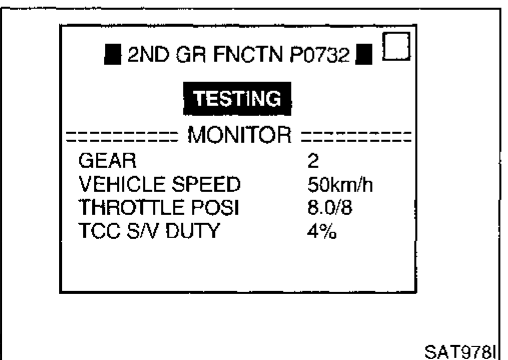 2ND GR FNCTN P0732
TESTING
========= MONITOR =========
GEAR 2
VEHICLE SPEED 50km/h
THROTTLE POSI 8.0/8
TCC S/V DUTY 4%
SAT978I